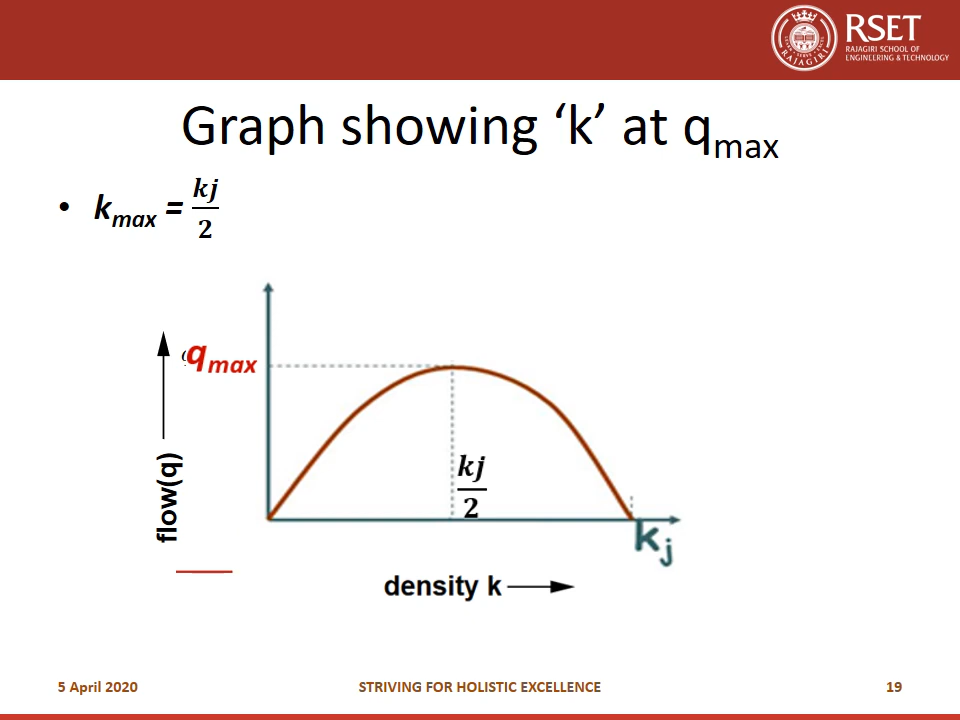 RSET
RAJAGIRI SCHOOL OF
ENGINEERING & TECHNOLOGY
RAJAGIRI
Graph showing ‘k’ at qmax
• kmax = kj/2
qmax
flow(q)
kj/2
kj
density k
5 April 2020
STRIVING FOR HOLISTIC EXCELLENCE
19